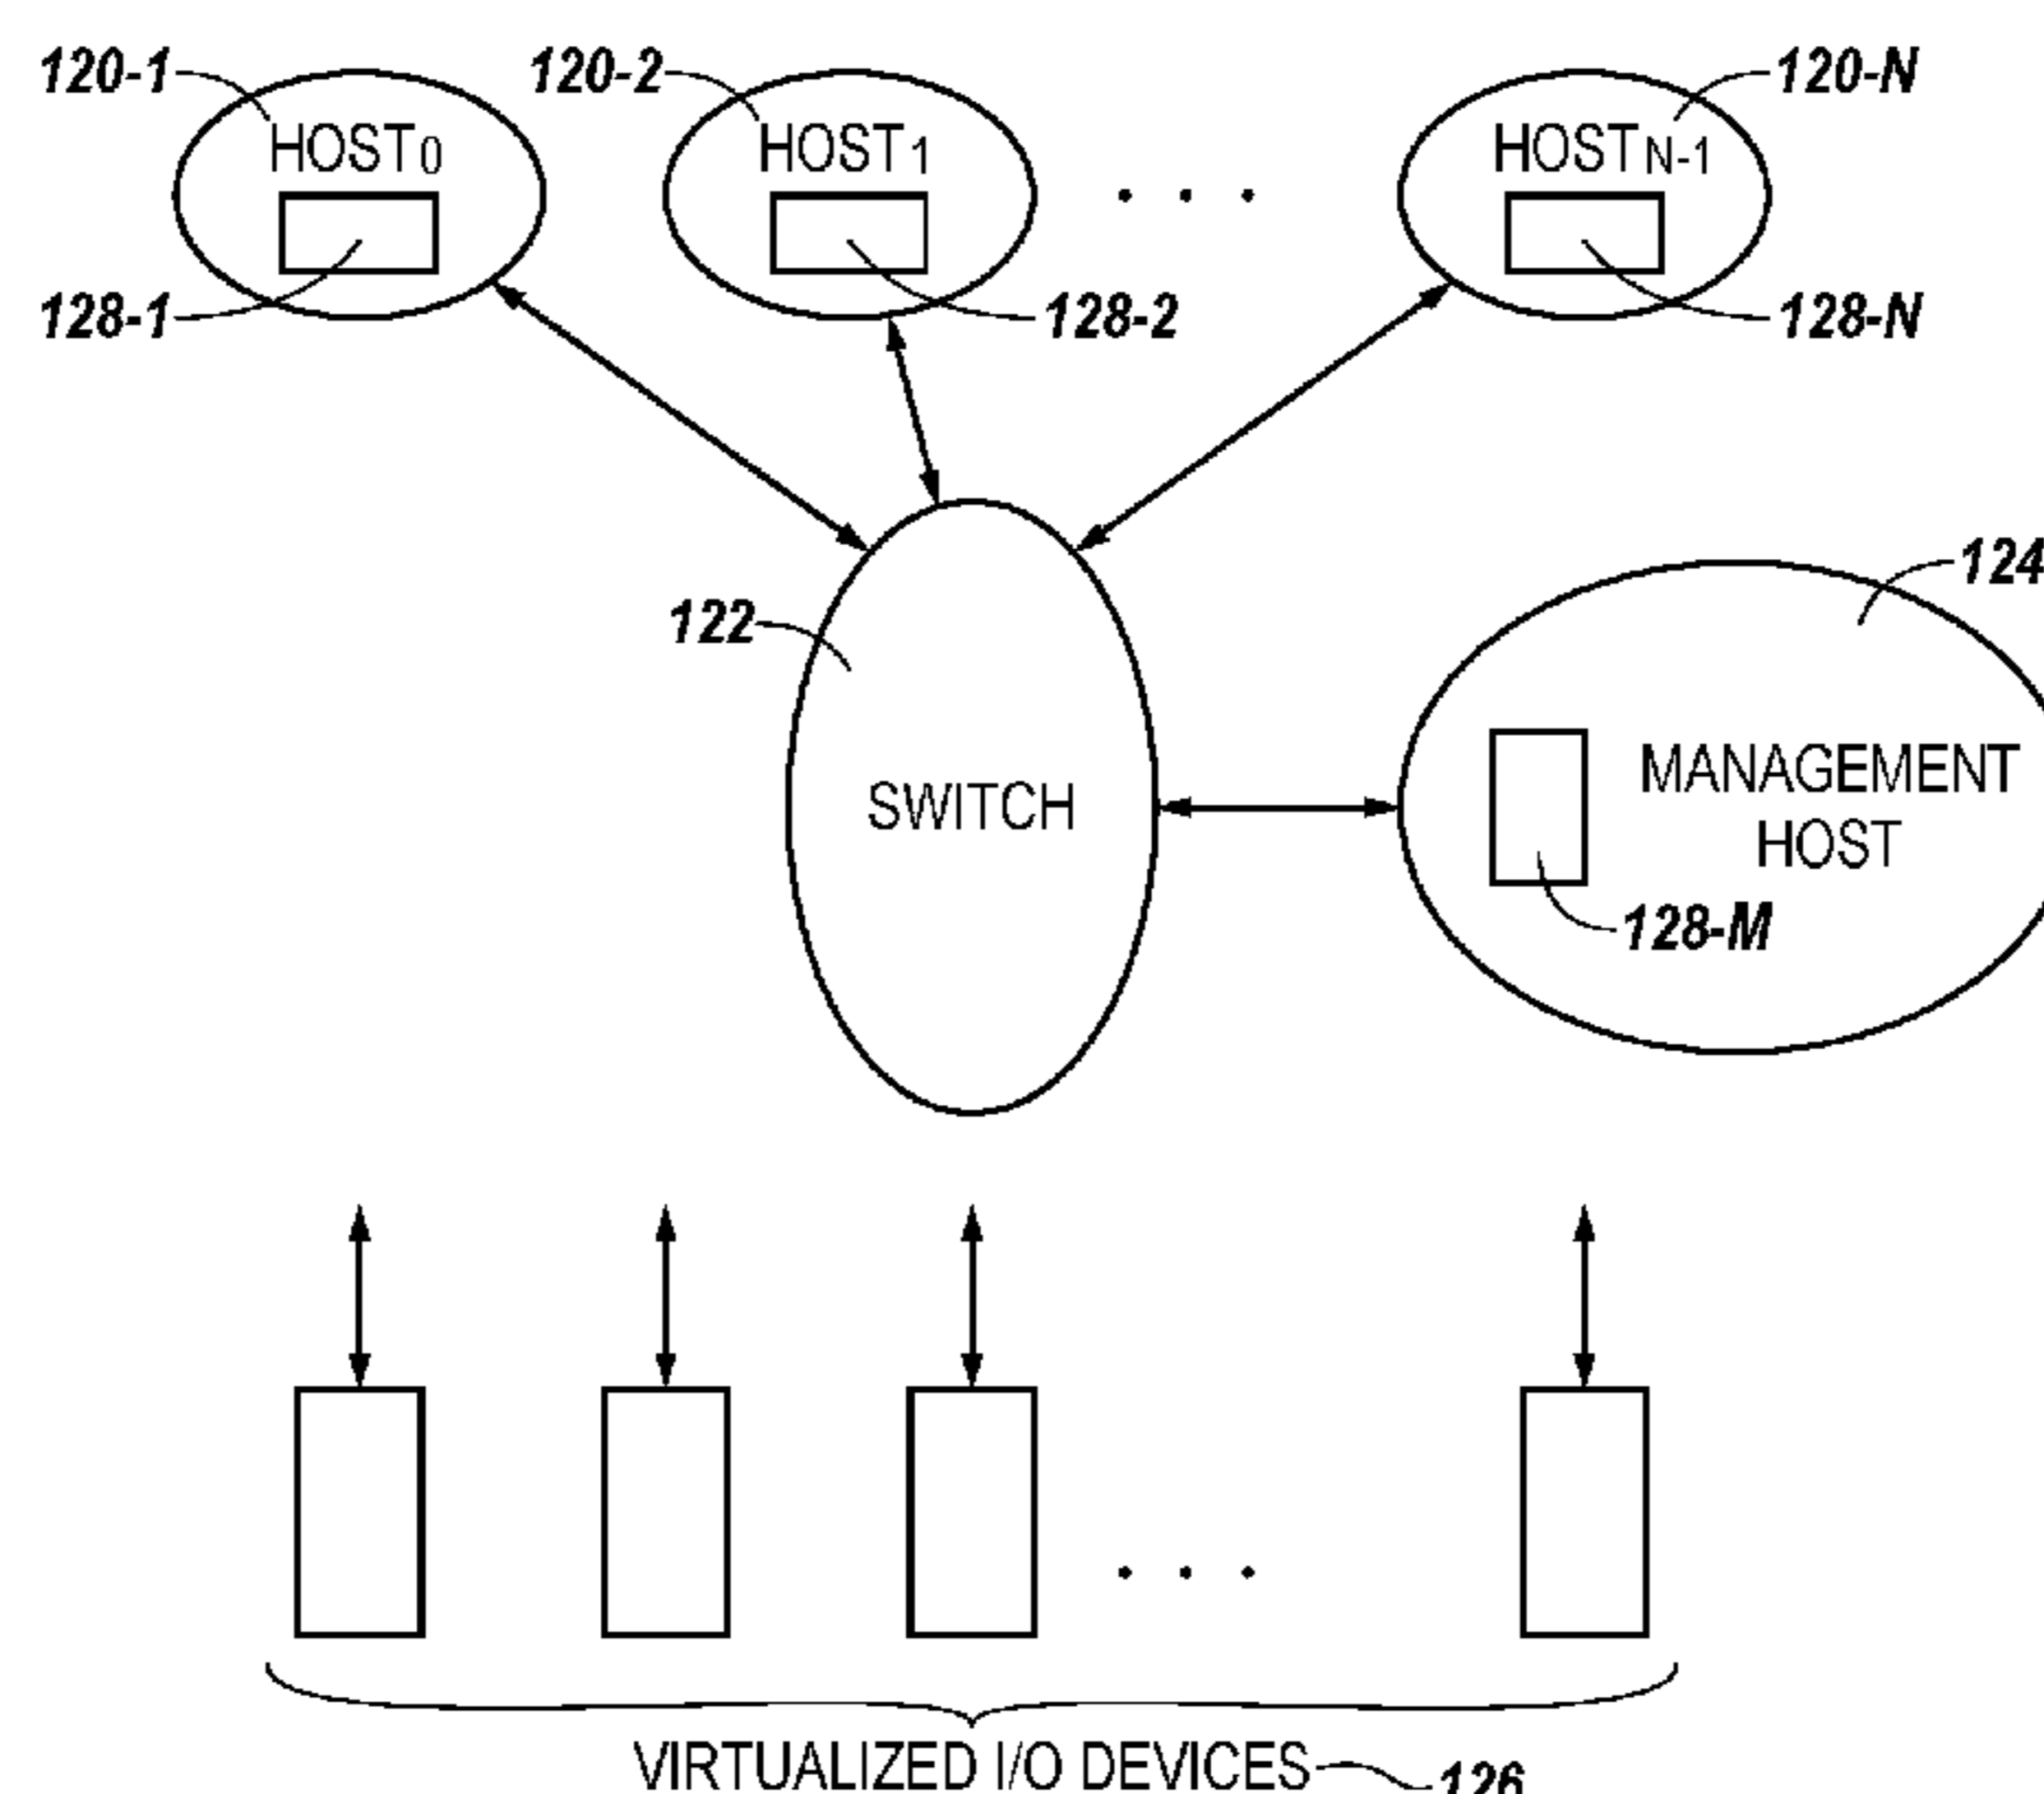 120-1
120-2
120-N
HOST0
HOST1
HOSTN-1
128-1
128-2
128-N
124
122
SWITCH
MANAGEMENT
HOST
128-M
VIRTUALIZED I/O DEVICES
126